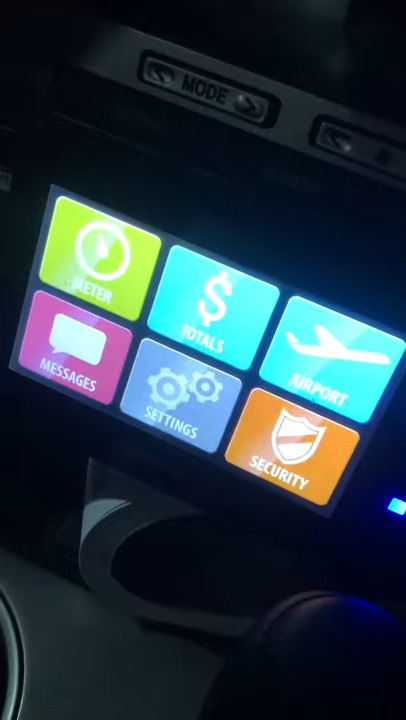 MODE
METER
TOTALS
AIRPORT
MESSAGES
SETTINGS
SECURITY